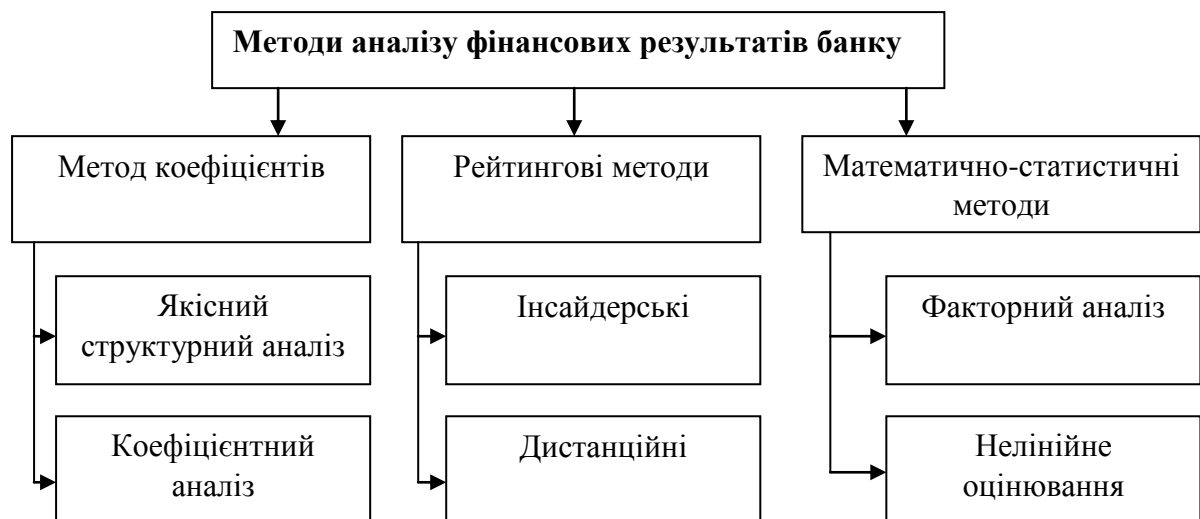 Методи аналізу фінансових результатів банку
Метод коефіцієнтів
Рейтингові методи
Математично-статистичні
методи
Якісний
структурний аналіз
Інсайдерські
Факторний аналіз
Коефіцієнтний
аналіз
Дистанційні
Нелінійне
оцінювання